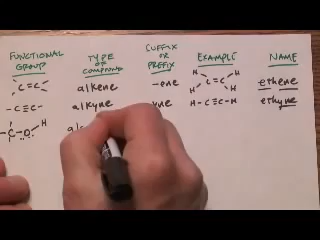 FUNCTIONAL GROUP TYPE OF COMPOUND SUFFIX OR PREFIX EXAMPLE NAME
C=C alkene -ene H H C=C H H ethene
-C≡C- alkyne yne H-C≡C-H ethyne
-C-O-H